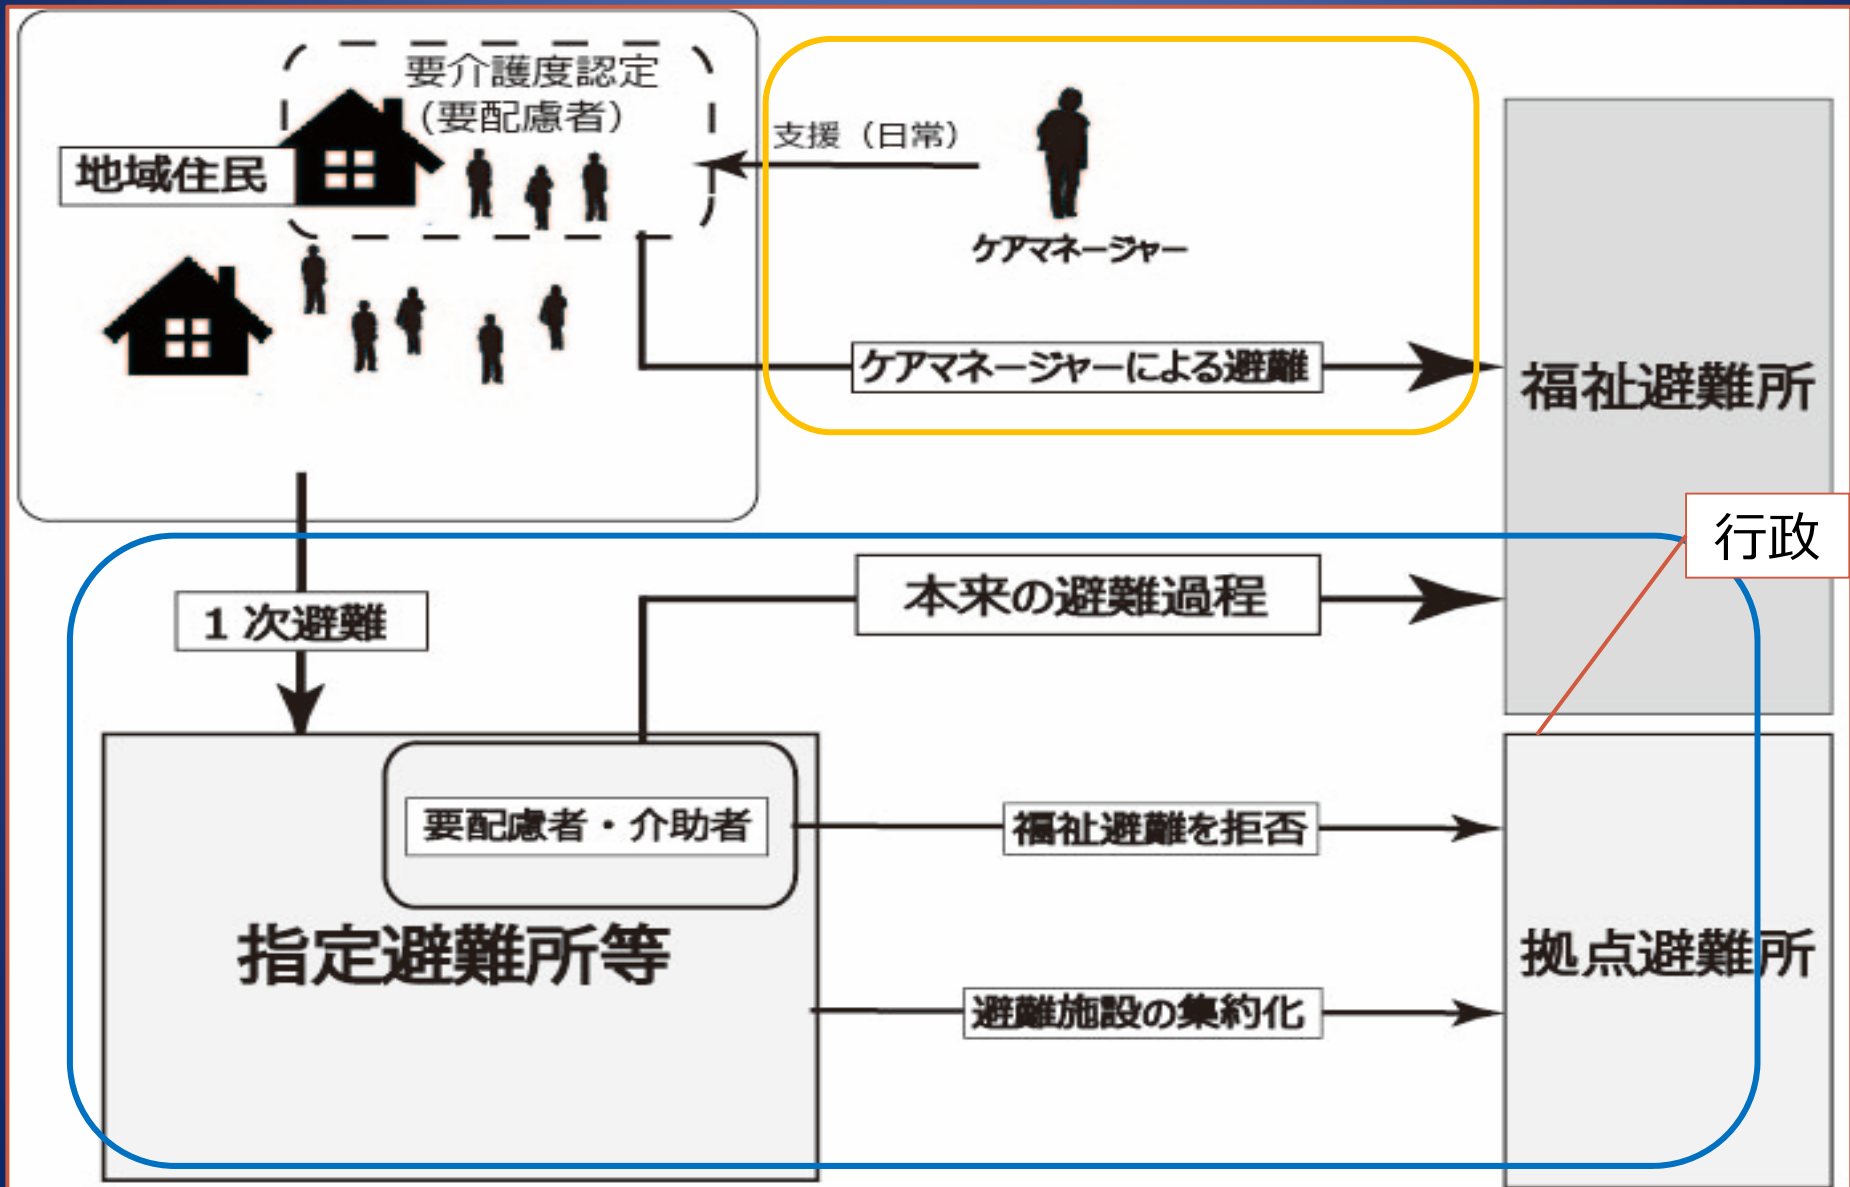 要介護度認定
（要配慮者）
地域住民
支援（日常）
ケアマネージャー
ケアマネージャーによる避難
福祉避難所
行政
本来の避難過程
1 次避難
要配慮者・介助者
福祉避難を拒否
指定避難所等
拠点避難所
避難施設の集約化